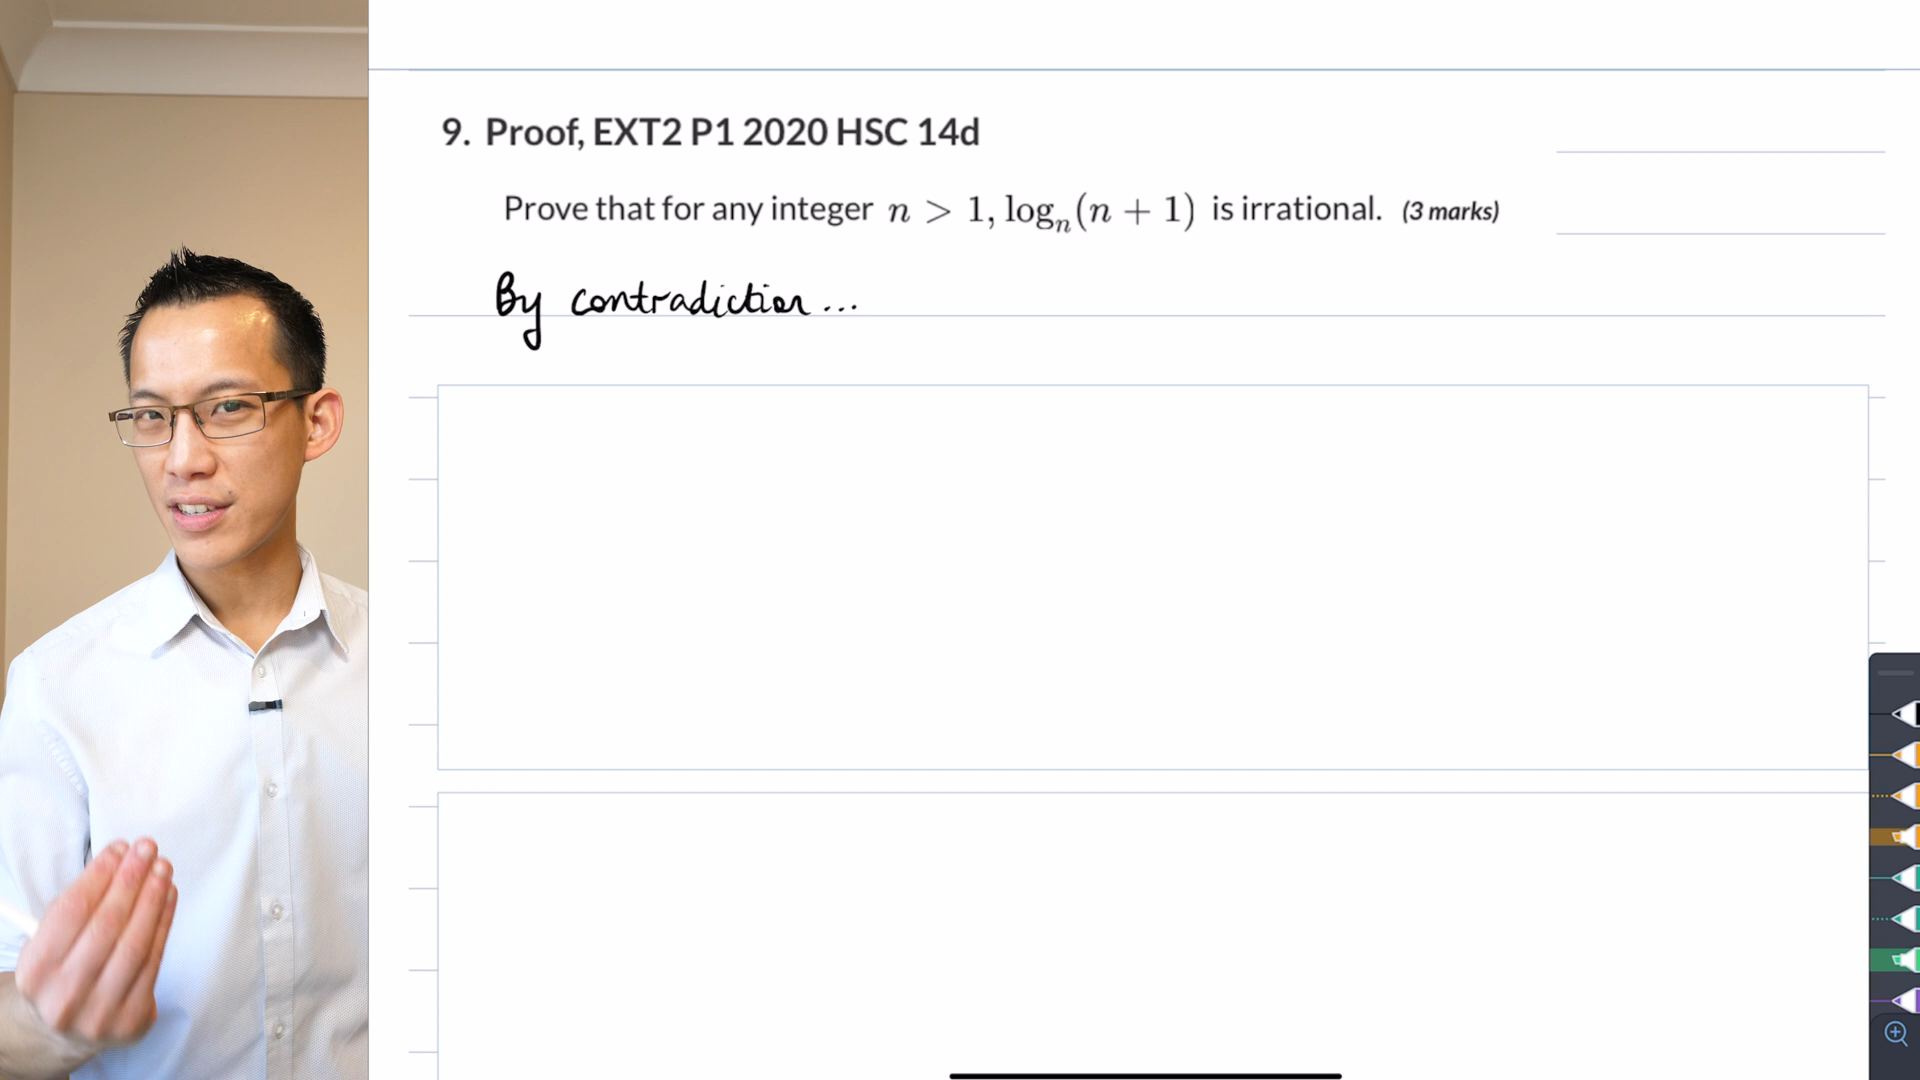 9. Proof, EXT2 P1 2020 HSC 14d
Prove that for any integer n > 1, logₙ(n + 1) is irrational. (3 marks)
By contradiction...